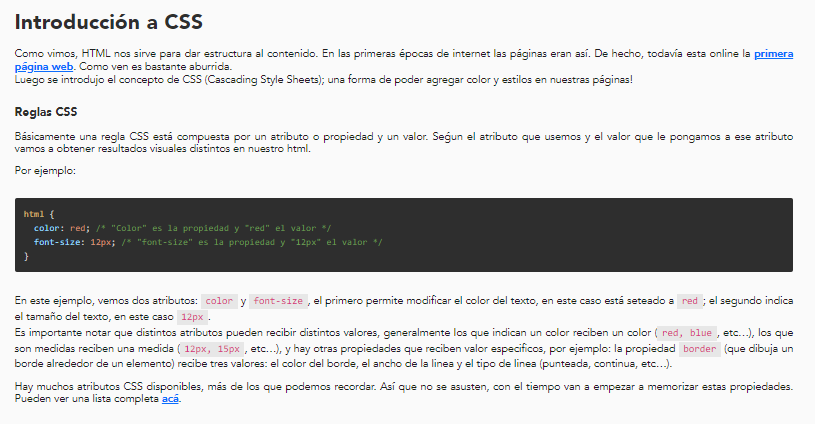 Introducción a CSS
Como vimos, HTML nos sirve para dar estructura al contenido. En las primeras épocas de internet las páginas eran así. De hecho, todavía esta online la primera
página web. Como ven es bastante aburrida.
Luego se introdujo el concepto de CSS (Cascading Style Sheets); una forma de poder agregar color y estilos en nuestras páginas!
Reglas CSS
Básicamente una regla CSS está compuesta por un atributo o propiedad y un valor. Según el atributo que usemos y el valor que le pongamos a ese atributo
vamos a obtener resultados visuales distintos en nuestro html.
Por ejemplo:
html {
color: red; /* "Color" es la propiedad y "red" el valor */
font-size: 12px; /* "font-size" es la propiedad y "12px" el valor */
}
En este ejemplo, vemos dos atributos: color y font-size, el primero permite modificar el color del texto, en este caso está seteado a red; el segundo indica
el tamaño del texto, en este caso 12px.
Es importante notar que distintos atributos pueden recibir distintos valores, generalmente los que indican un color reciben un color (red, blue, etc…), los que
son medidas reciben una medida (12px, 15px, etc…), y hay otras propiedades que reciben valor específicos, por ejemplo: la propiedad border (que dibuja un
borde alrededor de un elemento) recibe tres valores: el color del borde, el ancho de la linea y el tipo de linea (punteada, continua, etc…).
Hay muchos atributos CSS disponibles, más de los que podemos recordar. Así que no se asusten, con el tiempo van a empezar a memorizar estas propiedades.
Pueden ver una lista completa acá.